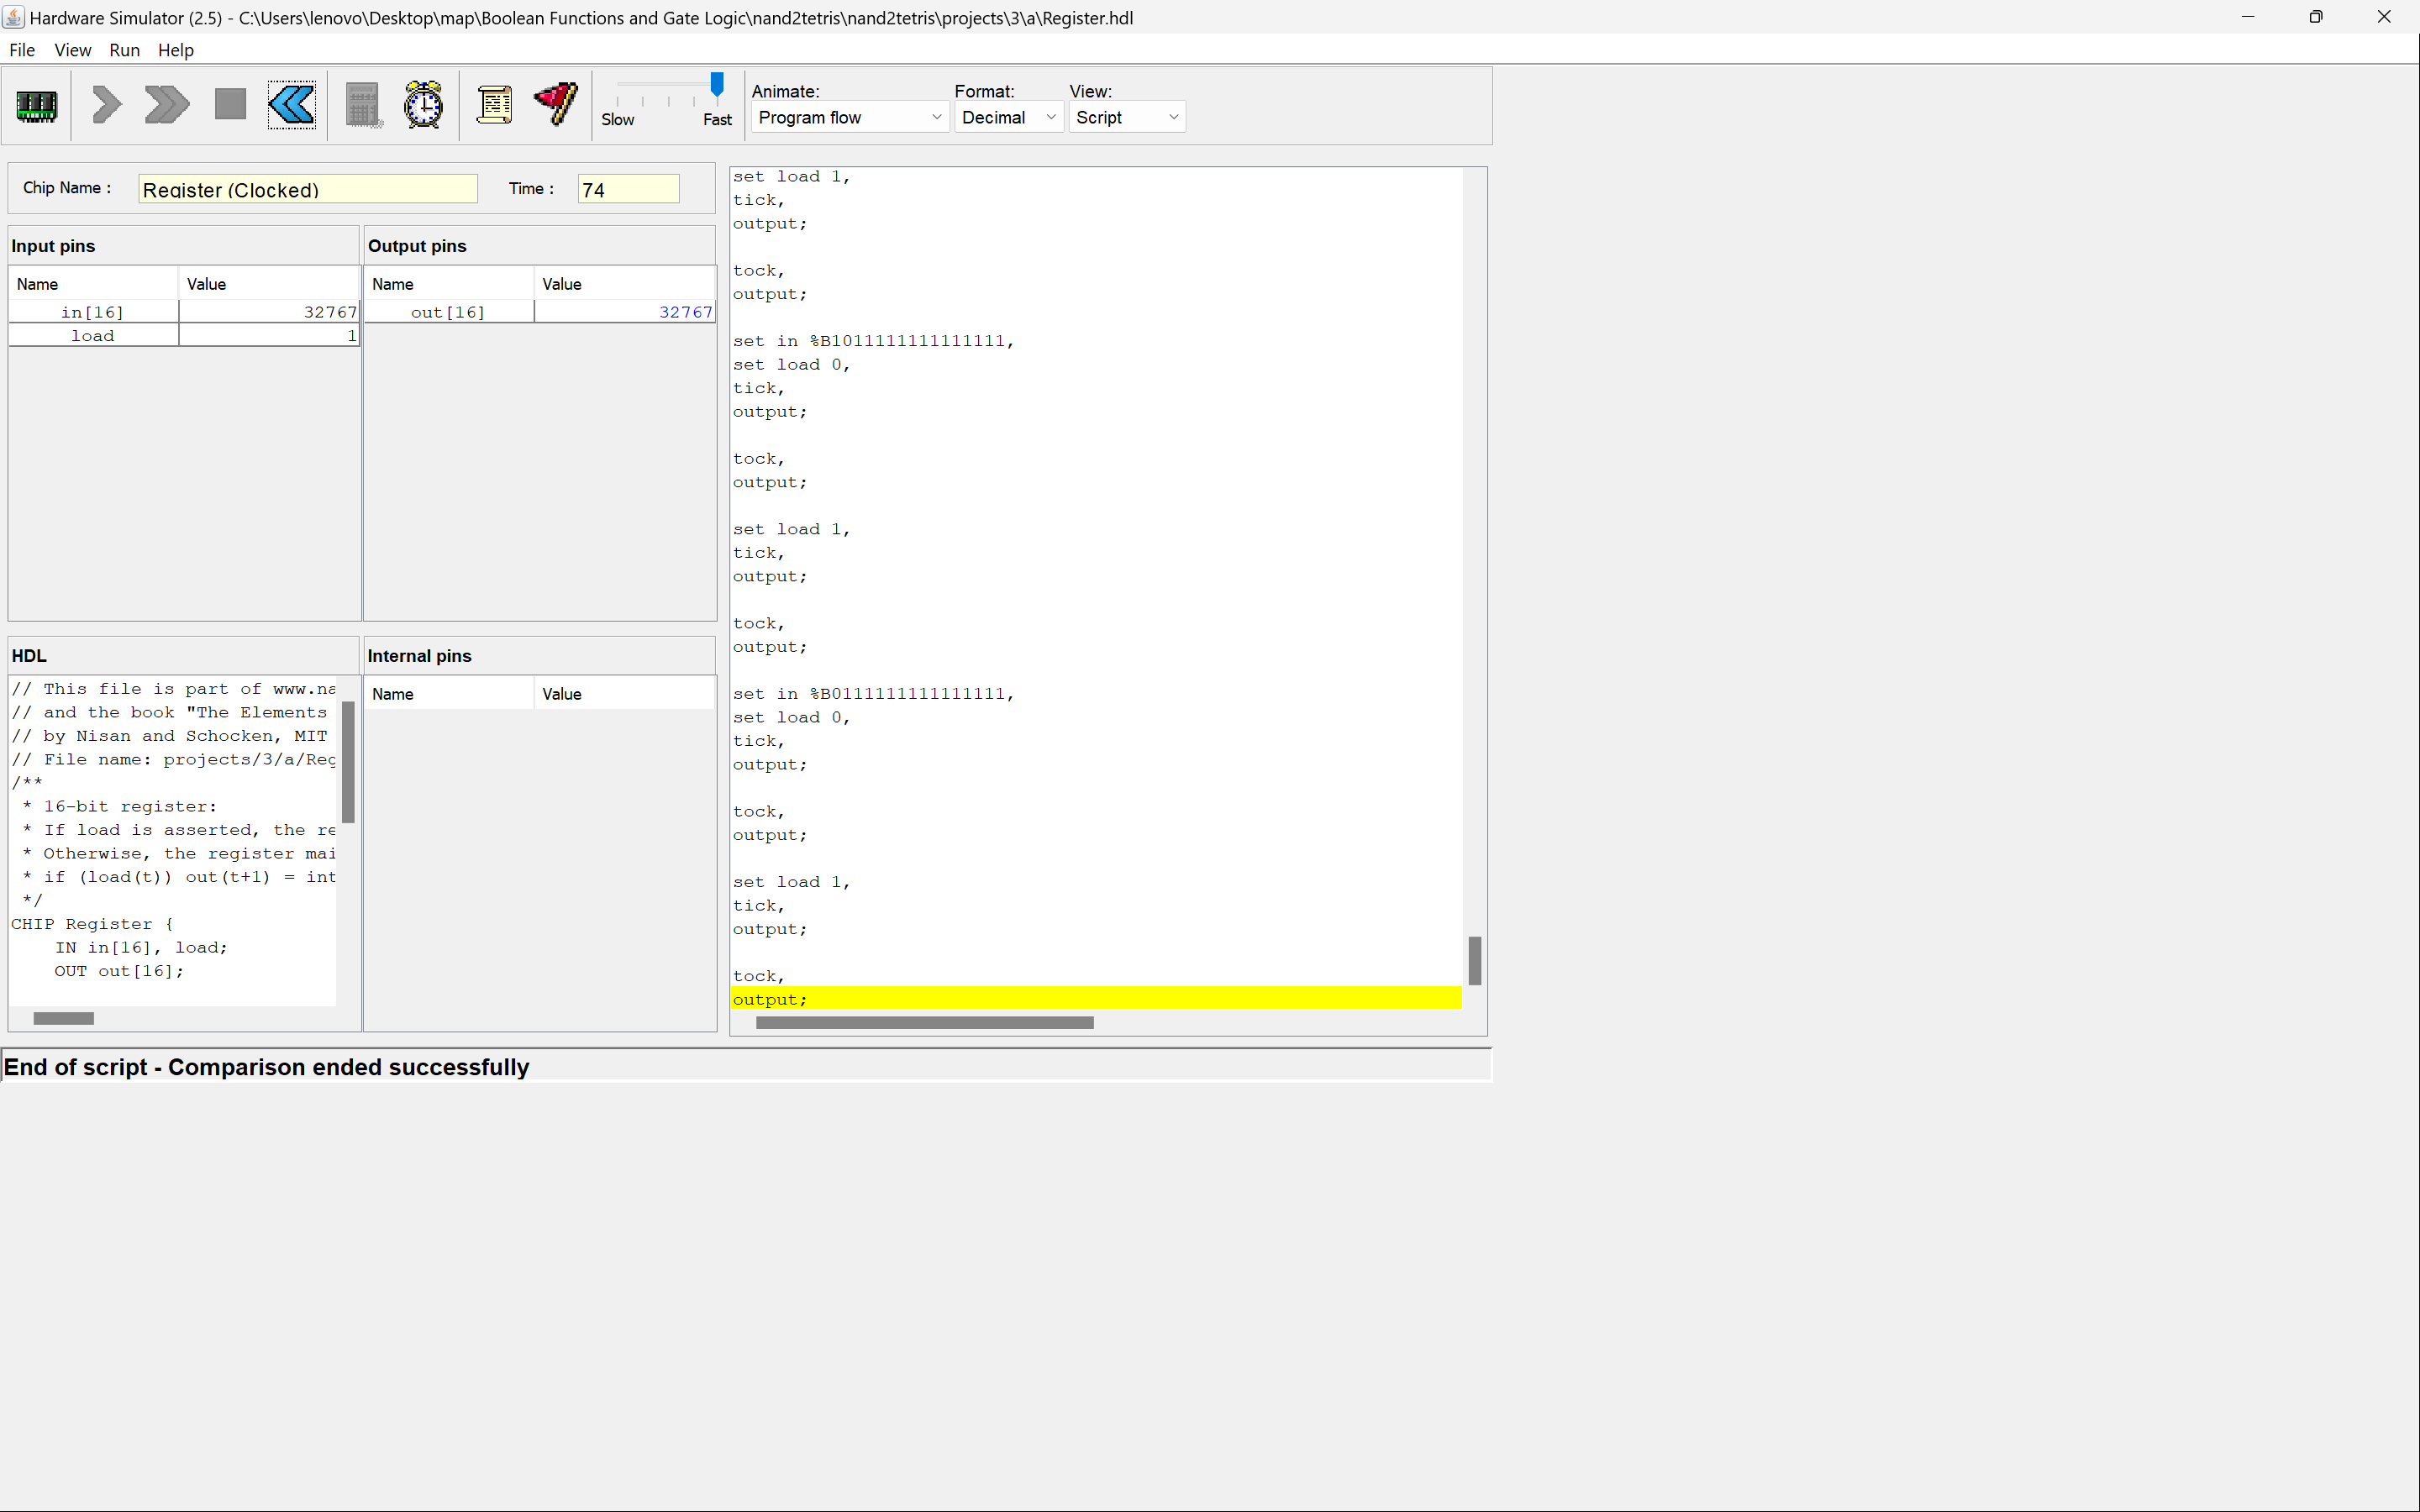 Hardware Simulator (2.5) - C:\Users\lenovo\Desktop\map\Boolean Functions and Gate Logic\nand2tetris\nand2tetris\projects\3\a\Register.hdl
File View Run Help
Slow Fast
Animate: Format: View:
Program flow Decimal Script
Chip Name : Register (Clocked) Time : 74
Input pins
Name Value
in[16] 32767
load 1
Output pins
Name Value
out[16] 32767
HDL
// This file is part of www.na
// and the book "The Elements
// by Nisan and Schocken, MIT
// File name: projects/3/a/Reg
/**
* 16-bit register:
* If load is asserted, the re
* Otherwise, the register mai
* if (load(t)) out(t+1) = int
*/
CHIP Register {
IN in[16], load;
OUT out[16];
Internal pins
Name Value
set load 1,
tick,
output;
tock,
output;
set in %B1011111111111111,
set load 0,
tick,
output;
tock,
output;
set load 1,
tick,
output;
tock,
output;
set in %B0111111111111111,
set load 0,
tick,
output;
tock,
output;
set load 1,
tick,
output;
tock,
output;
End of script - Comparison ended successfully